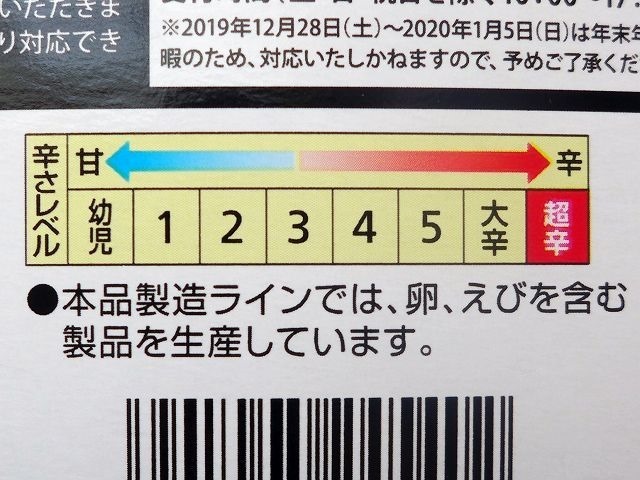 いただきま
り対応でき
※2019年12月28日(土)～2020年1月5日(日)は年末年
暇のため、対応いたしかねますので、予めご了承くだ
辛さレベル
甘 辛
幼児 1 2 3 4 5 大辛 超辛
●本品製造ラインでは、卵、えびを含む
製品を生産しています。